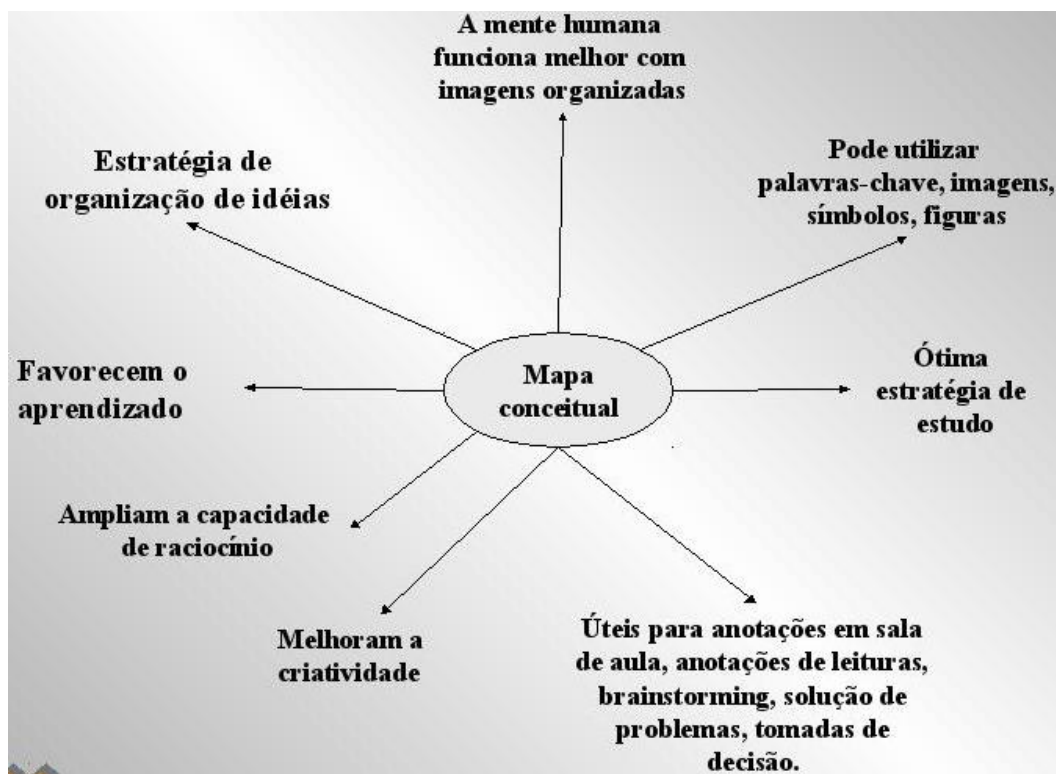 A mente humana
funciona melhor com
imagens organizadas
Estratégia de
organização de idéias
Pode utilizar
palavras-chave, imagens,
símbolos, figuras
Favorecem o
aprendizado
Mapa
conceitual
Ótima
estratégia de
estudo
Ampliam a capacidade
de raciocínio
Melhoram a
criatividade
Úteis para anotações em sala
de aula, anotações de leituras,
brainstorming, solução de
problemas, tomadas de
decisão.